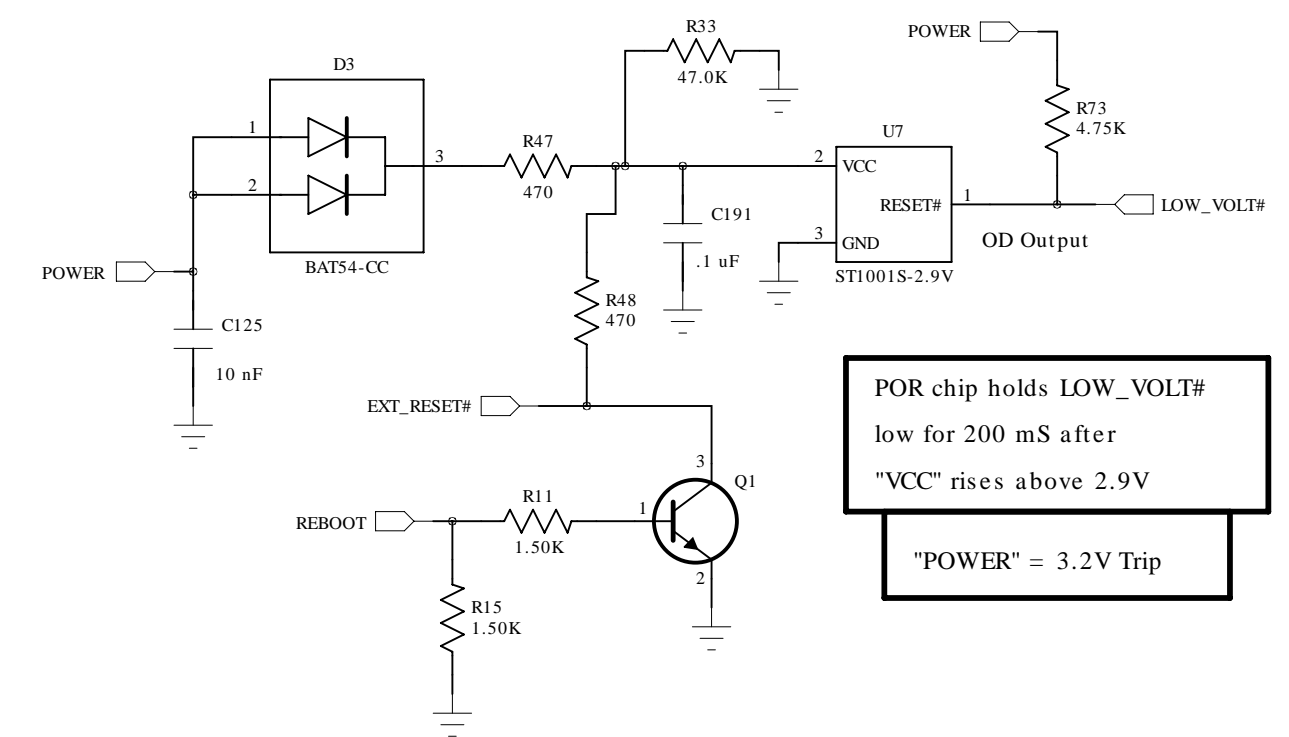 R33
47.0K
POWER
D3
1
2
3
BAT54-CC
R47
470
R73
4.75K
U7
2
VCC
RESET#
1
LOW_VOLT#
3
GND
OD Output
ST1001S-2.9V
C191
.1 uF
POWER
C125
10 nF
R48
470
EXT_RESET#
3
Q1
REBOOT
R11
1.50K
1
2
R15
1.50K
POR chip holds LOW_VOLT#
low for 200 mS after
"VCC" rises above 2.9V
"POWER" = 3.2V Trip